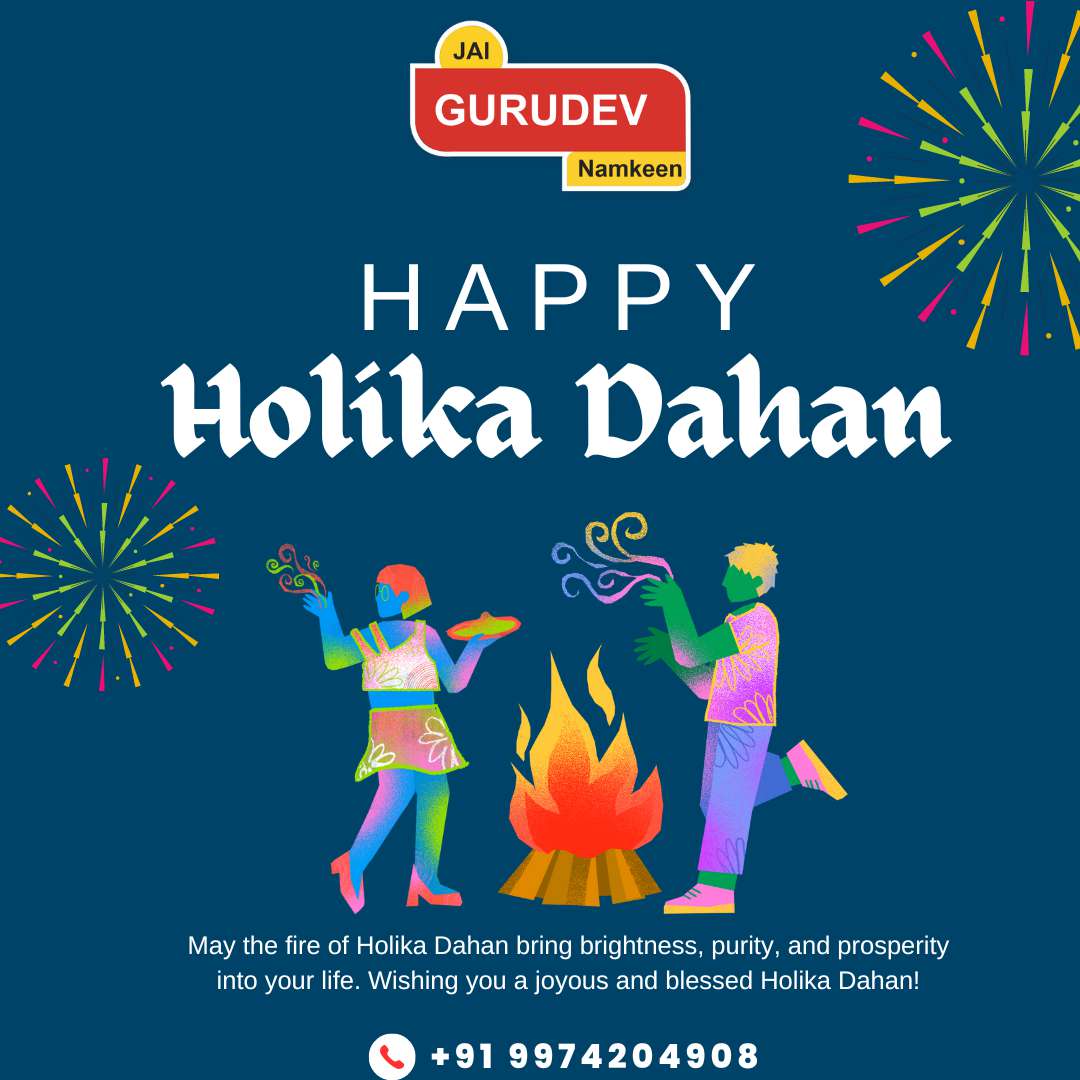 JAI
GURUDEV
Namkeen
HAPPY
Holika Dahan
May the fire of Holika Dahan bring brightness, purity, and prosperity
into your life. Wishing you a joyous and blessed Holika Dahan!
+91 9974204908